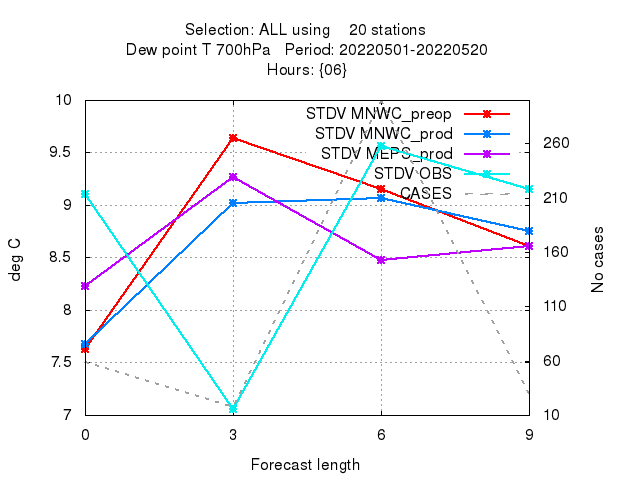 Selection: ALL using 20 stations
Dew point T 700hPa Period: 20220501-20220520
Hours: {06}
STDV MNWC_preop
STDV MNWC_prod
STDV MEPS_prod
STDV OBS
CASES
10
9.5
9
8.5
8
7.5
7
260
210
160
110
60
10
deg C
No cases
0 3 6 9
Forecast length